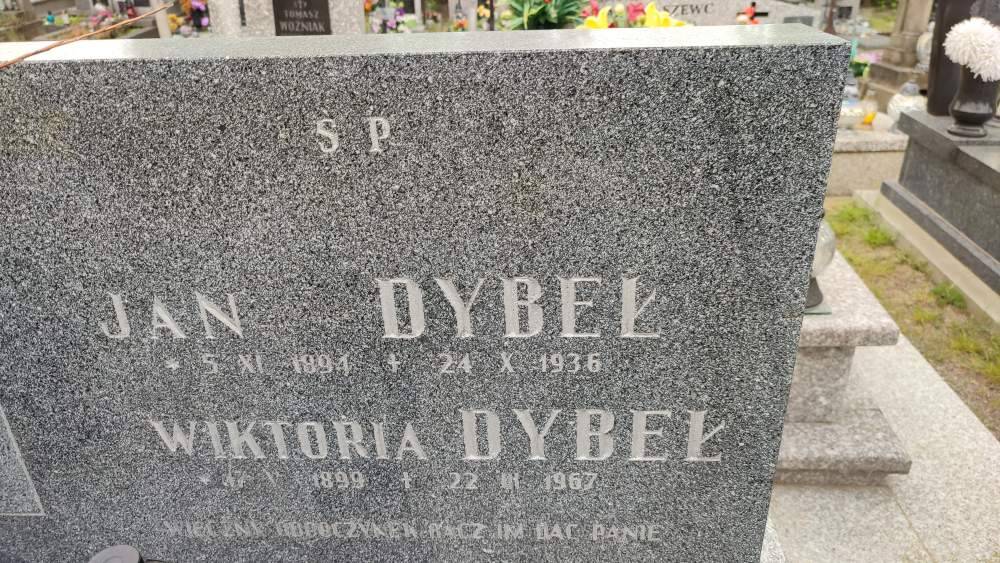 TOMASZ
WOŹNIAK
SZEWC
Ś P
JAN DYBEŁ
* 5 XI 1894 + 24 X 1936
WIKTORIA DYBEŁ
1899 + 22 III 1967
WIECZNY ODPOCZYNEK RACZ IM DAĆ PANIE